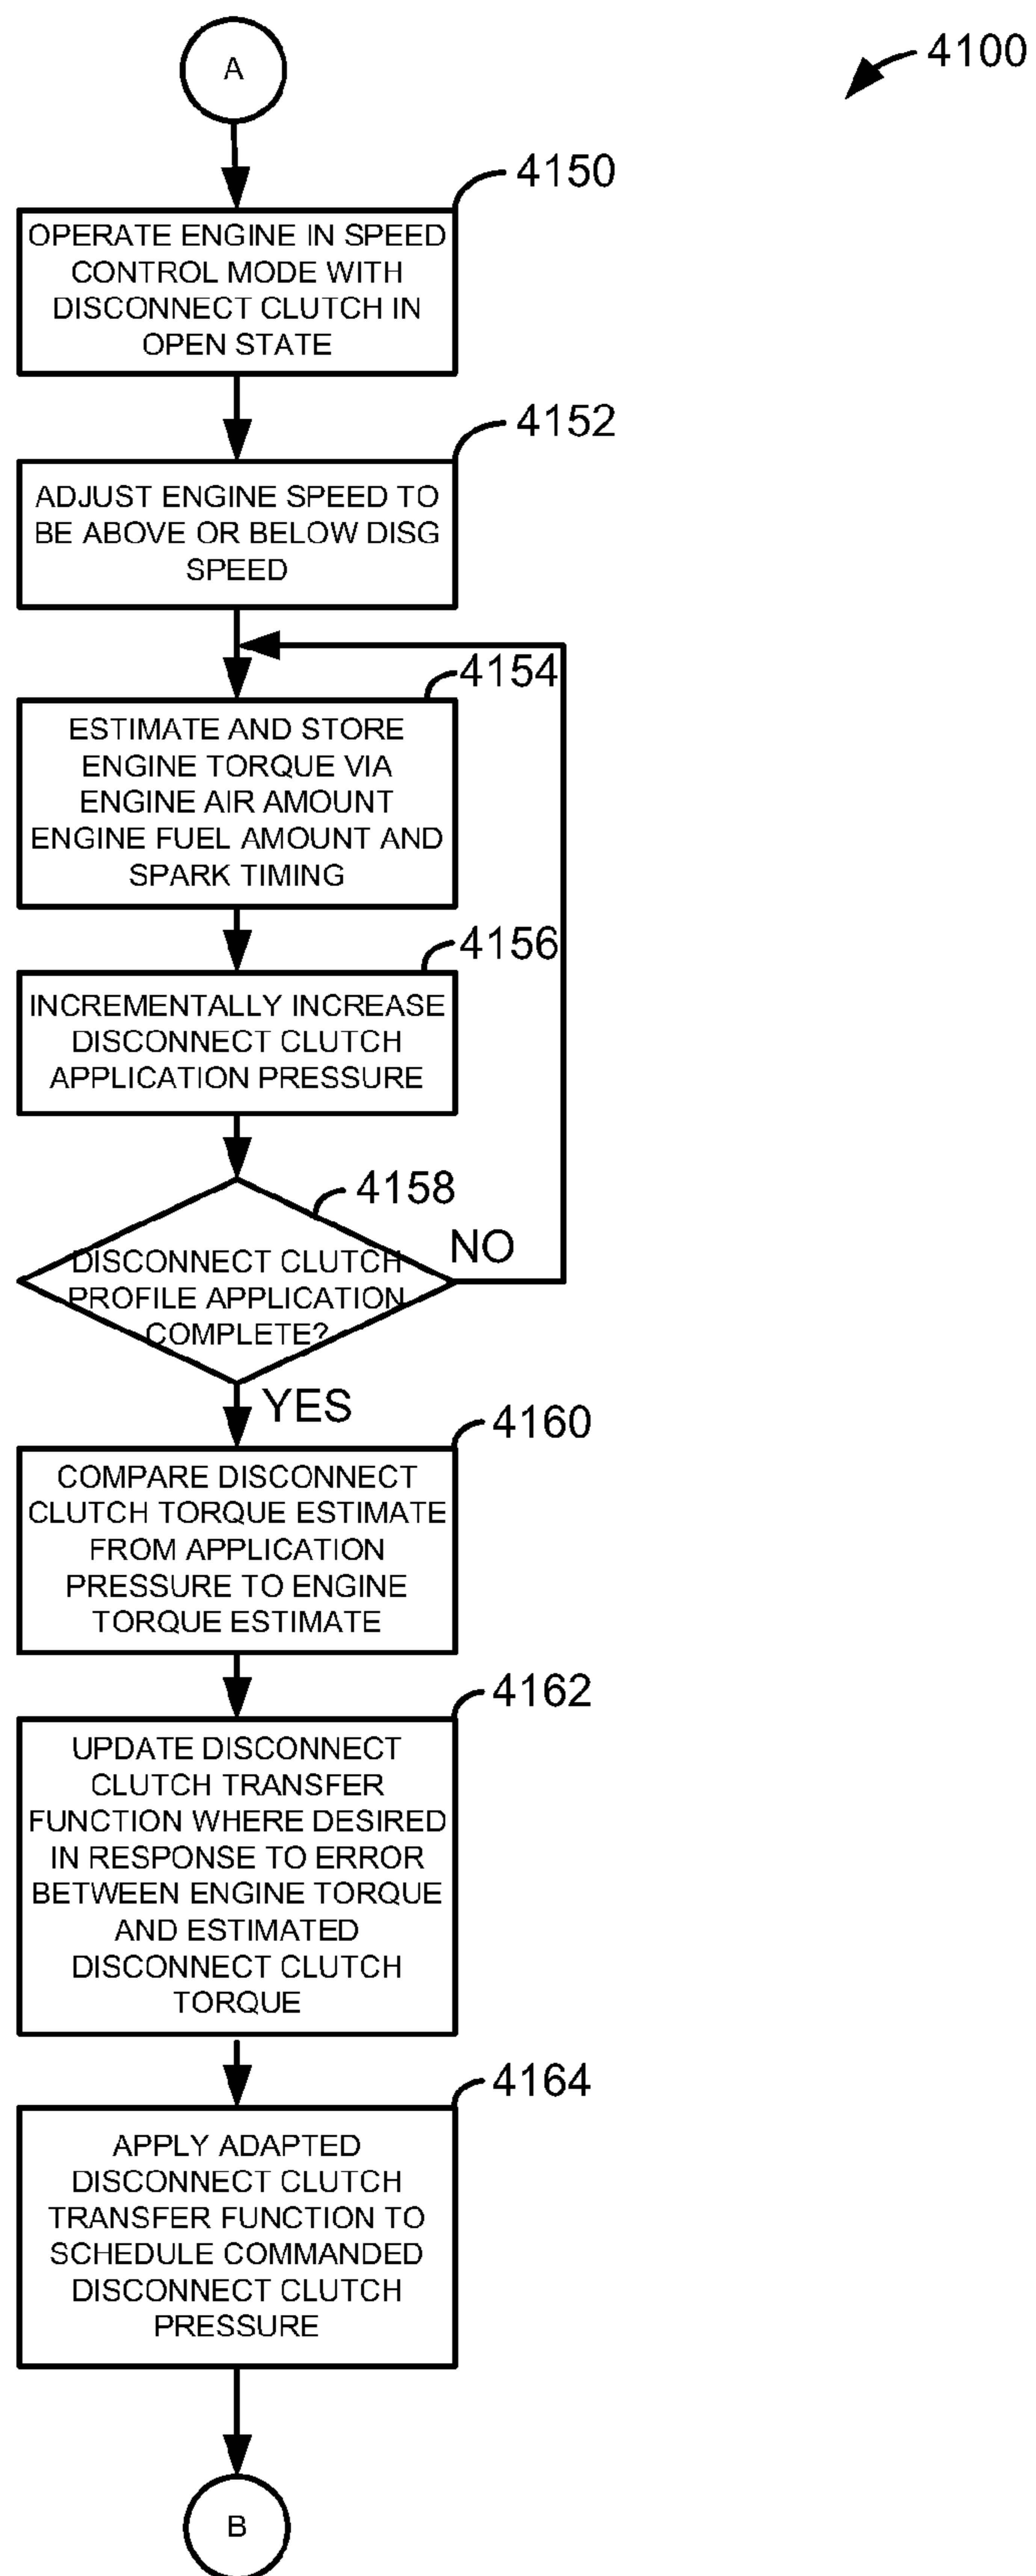 A
4100
4150
OPERATE ENGINE IN SPEED
CONTROL MODE WITH
DISCONNECT CLUTCH IN
OPEN STATE
4152
ADJUST ENGINE SPEED TO
BE ABOVE OR BELOW DISG
SPEED
4154
ESTIMATE AND STORE
ENGINE TORQUE VIA
ENGINE AIR AMOUNT
ENGINE FUEL AMOUNT AND
SPARK TIMING
4156
INCREMENTALLY INCREASE
DISCONNECT CLUTCH
APPLICATION PRESSURE
4158
DISCONNECT CLUTCH
PROFILE APPLICATION
COMPLETE?
NO
YES
4160
COMPARE DISCONNECT
CLUTCH TORQUE ESTIMATE
FROM APPLICATION
PRESSURE TO ENGINE
TORQUE ESTIMATE
4162
UPDATE DISCONNECT
CLUTCH TRANSFER
FUNCTION WHERE DESIRED
IN RESPONSE TO ERROR
BETWEEN ENGINE TORQUE
AND ESTIMATED
DISCONNECT CLUTCH
TORQUE
4164
APPLY ADAPTED
DISCONNECT CLUTCH
TRANSFER FUNCTION TO
SCHEDULE COMMANDED
DISCONNECT CLUTCH
PRESSURE
B